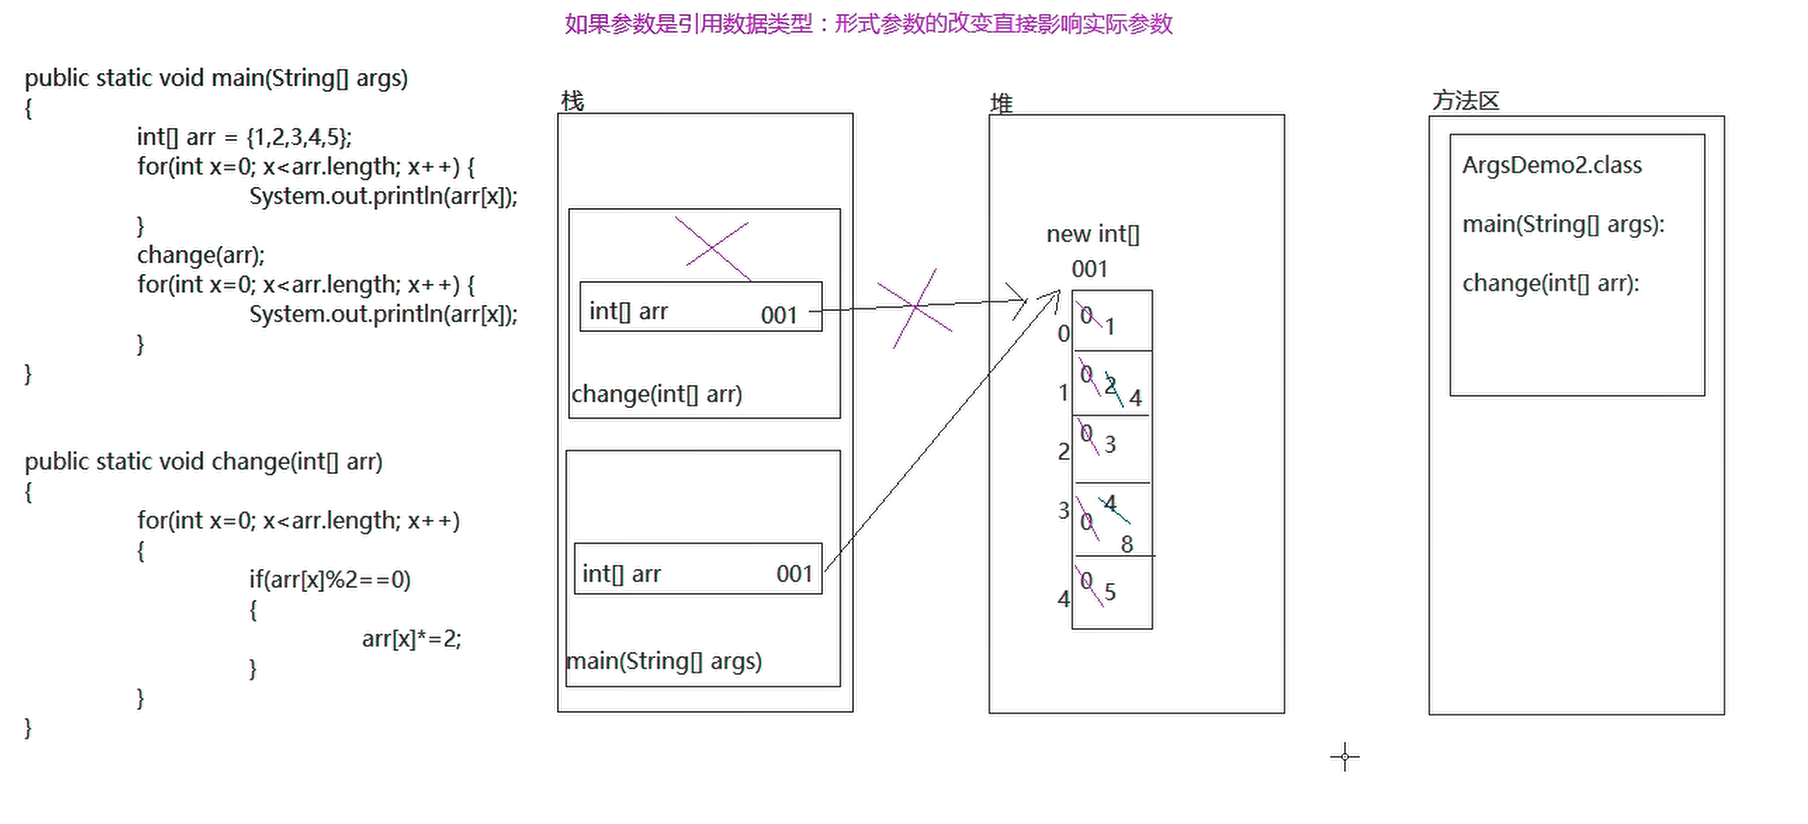 如果参数是引用数据类型：形式参数的改变直接影响实际参数
public static void main(String[] args)
{
int[] arr = {1,2,3,4,5};
for(int x=0; x<arr.length; x++) {
System.out.println(arr[x]);
}
change(arr);
for(int x=0; x<arr.length; x++) {
System.out.println(arr[x]);
}
}
public static void change(int[] arr)
{
for(int x=0; x<arr.length; x++)
{
if(arr[x]%2==0)
{
arr[x]*=2;
}
}
}
栈
int[] arr 001
change(int[] arr)
int[] arr 001
main(String[] args)
堆
new int[]
001
0 0 1
1 0 2 4
2 0 3
3 0 4 8
4 0 5
方法区
ArgsDemo2.class
main(String[] args):
change(int[] arr):